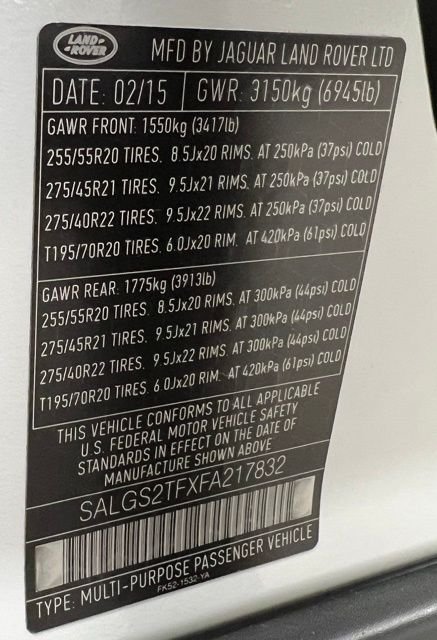 LAND ROVER
MFD BY JAGUAR LAND ROVER LTD
DATE: 02/15 GWR: 3150kg (6945lb)
GAWR FRONT: 1550kg (3417lb)
255/55R20 TIRES. 8.5Jx20 RIMS. AT 250kPa (37psi) COLD
275/45R21 TIRES. 9.5Jx21 RIMS. AT 250kPa (37psi) COLD
275/40R22 TIRES. 9.5Jx22 RIMS. AT 250kPa (37psi) COLD
T195/70R20 TIRES. 6.0Jx20 RIM. AT 420kPa (61psi) COLD
GAWR REAR: 1775kg (3913lb)
255/55R20 TIRES. 8.5Jx20 RIMS. AT 300kPa (44psi) COLD
275/45R21 TIRES. 9.5Jx21 RIMS. AT 300kPa (44psi) COLD
275/40R22 TIRES. 9.5Jx22 RIMS. AT 300kPa (44psi) COLD
T195/70R20 TIRES. 6.0Jx20 RIM. AT 420kPa (61psi) COLD
THIS VEHICLE CONFORMS TO ALL APPLICABLE
U.S. FEDERAL MOTOR VEHICLE SAFETY
STANDARDS IN EFFECT ON THE DATE OF
MANUFACTURE SHOWN ABOVE
SALGS2TFXFA217832
TYPE: MULTI-PURPOSE PASSENGER VEHICLE
FK52-1532-YA